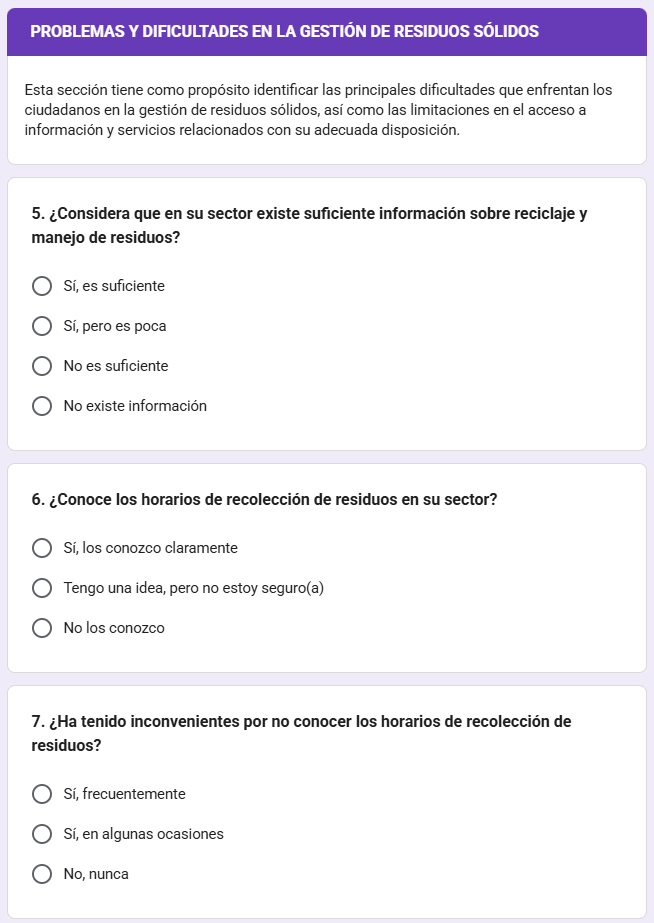 PROBLEMAS Y DIFICULTADES EN LA GESTIÓN DE RESIDUOS SÓLIDOS
Esta sección tiene como propósito identificar las principales dificultades que enfrentan los
ciudadanos en la gestión de residuos sólidos, así como las limitaciones en el acceso a
información y servicios relacionados con su adecuada disposición.
5. ¿Considera que en su sector existe suficiente información sobre reciclaje y
manejo de residuos?
Sí, es suficiente
Sí, pero es poca
No es suficiente
No existe información
6. ¿Conoce los horarios de recolección de residuos en su sector?
Sí, los conozco claramente
Tengo una idea, pero no estoy seguro(a)
No los conozco
7. ¿Ha tenido inconvenientes por no conocer los horarios de recolección de
residuos?
Sí, frecuentemente
Sí, en algunas ocasiones
No, nunca